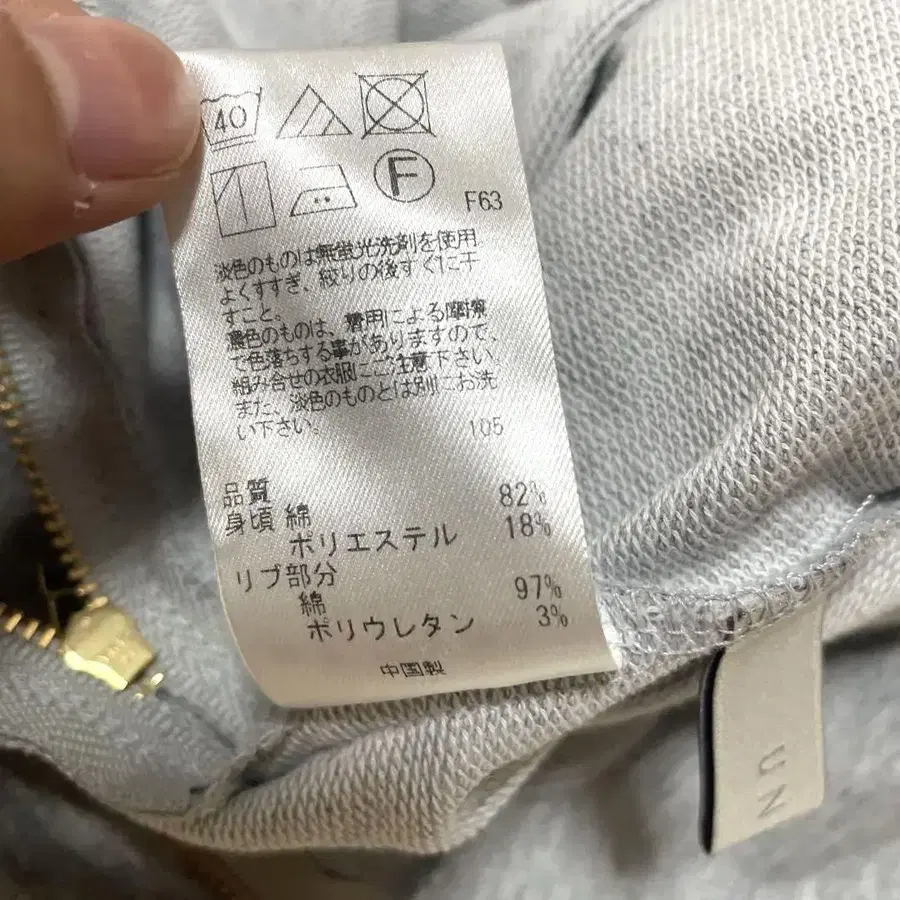 40
F
F63
淡色のものは無蛍光洗剤を使用
よくすすぎ、絞りの後すぐに干
すこと。
濃色のものは、着用による摩擦
で色落ちする事がありますので、
組み合せの衣服にご注意下さい。
また、淡色のものとは別にお洗
い下さい。
105
品質
身頃 綿 82%
ポリエステル 18%
リブ部分
綿 97%
ポリウレタン 3%
中国製